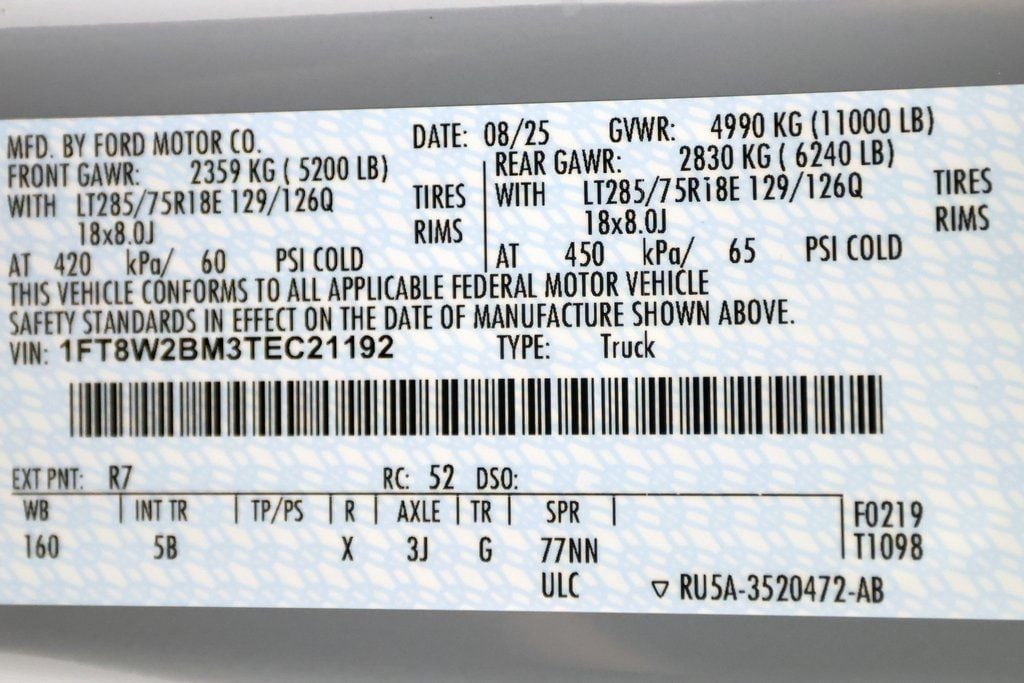 MFD. BY FORD MOTOR CO. DATE: 08/25 GVWR: 4990 KG (11000 LB)
FRONT GAWR: 2359 KG ( 5200 LB) REAR GAWR: 2830 KG ( 6240 LB)
WITH LT285/75R18E 129/126Q TIRES WITH LT285/75R18E 129/126Q TIRES
18x8.0J RIMS 18x8.0J RIMS
AT 420 kPa/ 60 PSI COLD AT 450 kPa/ 65 PSI COLD
THIS VEHICLE CONFORMS TO ALL APPLICABLE FEDERAL MOTOR VEHICLE
SAFETY STANDARDS IN EFFECT ON THE DATE OF MANUFACTURE SHOWN ABOVE.
VIN: 1FT8W2BM3TEC21192 TYPE: Truck
EXT PNT: R7 RC: 52 DSO:
WB INT TR TP/PS R AXLE TR SPR F0219
160 5B X 3J G 77NN T1098
ULC ▽ RU5A-3520472-AB